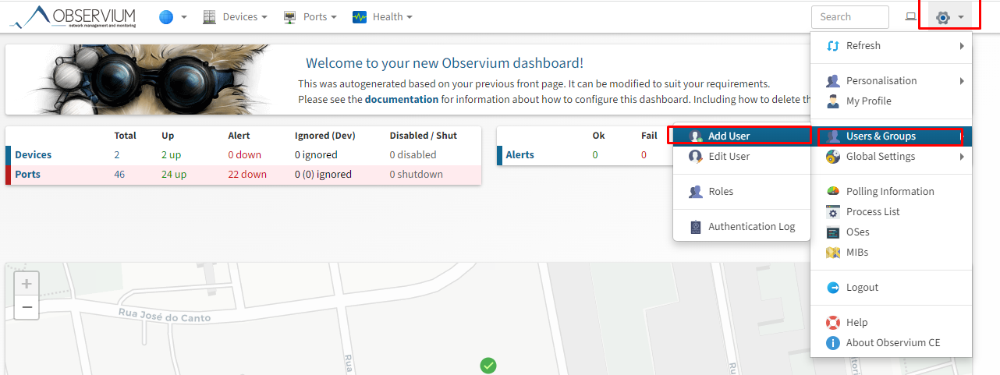 OBSERVIUM
network management and monitoring
Devices
Ports
Health
Search
Welcome to your new Observium dashboard!
This was autogenerated based on your previous front page. It can be modified to suit your requirements.
Please see the documentation for information about how to configure this dashboard. Including how to delete th
Total Up Alert Ignored (Dev) Disabled / Shut
Devices 2 2 up 0 down 0 ignored 0 disabled
Ports 46 24 up 22 down 0 (0) ignored 0 shutdown
Ok Fail
Alerts 0 0
Add User
Edit User
Roles
Authentication Log
Refresh
Personalisation
My Profile
Users & Groups
Global Settings
Polling Information
Process List
OSes
MIBs
Logout
Help
About Observium CE
+
−
Rua José do Canto
Rua